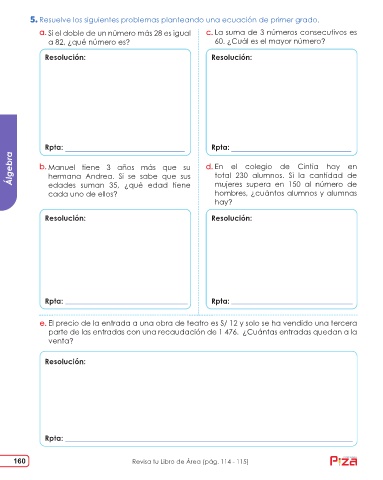 5. Resuelve los siguientes problemas planteando una ecuación de primer grado.
a. Si el doble de un número más 28 es igual
a 82, ¿qué número es?
Resolución:
Rpta:
c. La suma de 3 números consecutivos es
60. ¿Cuál es el mayor número?
Resolución:
Rpta:
Álgebra
b. Manuel tiene 3 años más que su
hermana Andrea. Si se sabe que sus
edades suman 35, ¿qué edad tiene
cada uno de ellos?
Resolución:
Rpta:
d. En el colegio de Cintia hay en
total 230 alumnos. Si la cantidad de
mujeres supera en 150 al número de
hombres, ¿cuántos alumnos y alumnas
hay?
Resolución:
Rpta:
e. El precio de la entrada a una obra de teatro es S/ 12 y solo se ha vendido una tercera
parte de las entradas con una recaudación de 1 476. ¿Cuántas entradas quedan a la
venta?
Resolución:
Rpta:
160
Revisa tu Libro de Área (pág. 114 - 115)